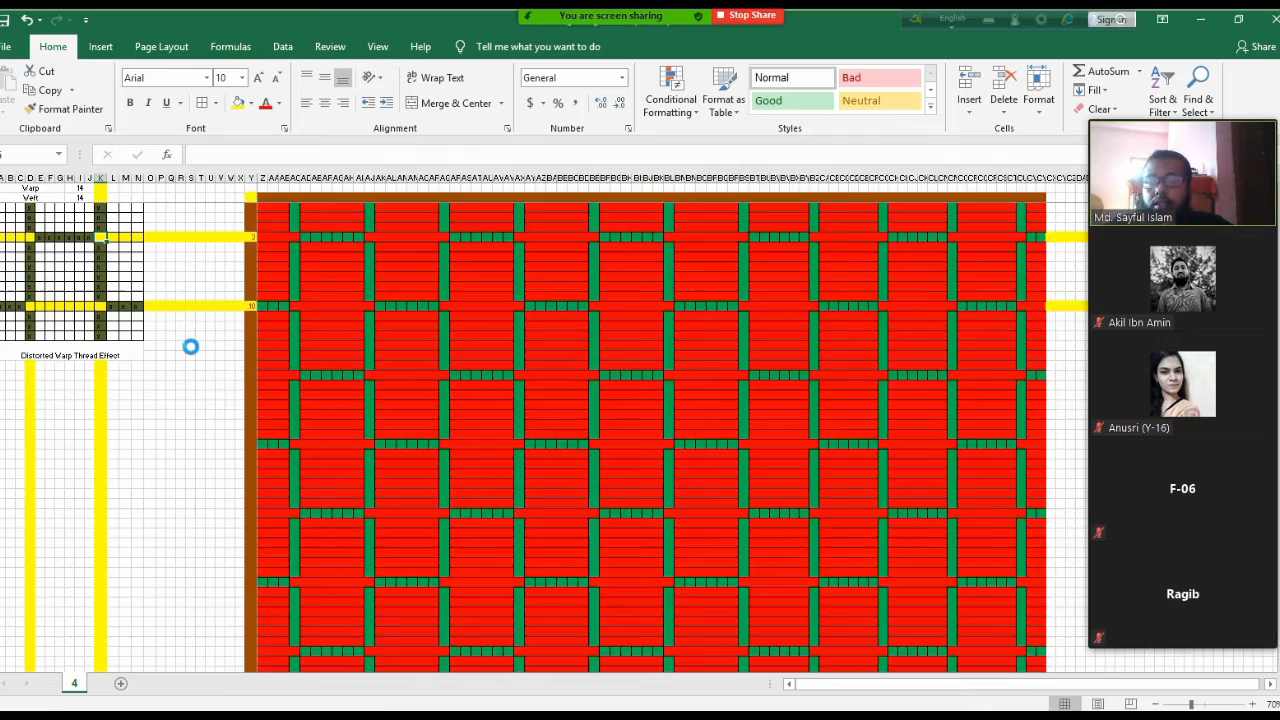 You are screen sharing
Stop Share
English
Sign in
File
Home
Insert
Page Layout
Formulas
Data
Review
View
Help
Tell me what you want to do
Share
Cut
Copy
Format Painter
Clipboard
Arial
10
B I U
Font
Wrap Text
Merge & Center
Alignment
General
$ % ,
Number
Conditional Formatting
Format as Table
Normal
Bad
Good
Neutral
Styles
Insert
Delete
Format
Cells
AutoSum
Fill
Clear
Sort & Filter
Find & Select
fx
Warp 14
Weft 14
3
10
Distorted Warp Thread Effect
Md. Sayful Islam
Akil Ibn Amin
Anusri (Y-16)
F-06
Ragib
4
70%